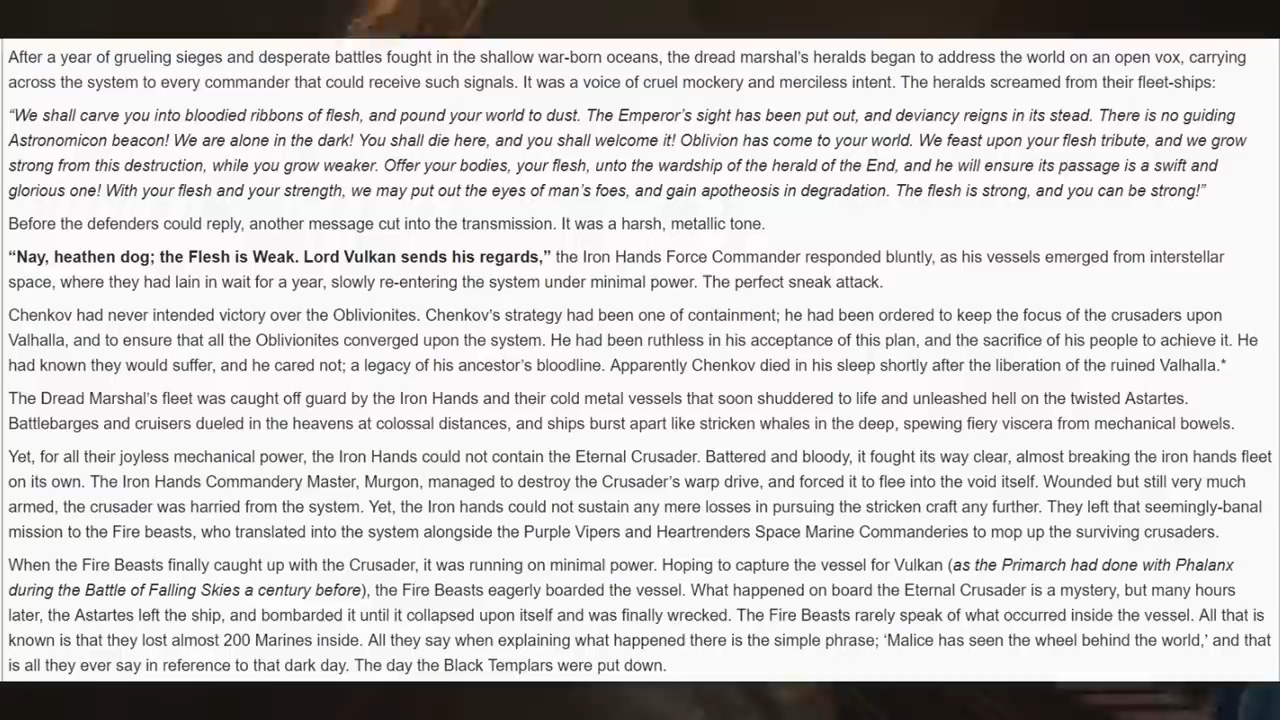 After a year of grueling sieges and desperate battles fought in the shallow war-born oceans, the dread marshal's heralds began to address the world on an open vox, carrying
across the system to every commander that could receive such signals. It was a voice of cruel mockery and merciless intent. The heralds screamed from their fleet-ships:
“We shall carve you into bloodied ribbons of flesh, and pound your world to dust. The Emperor's sight has been put out, and deviancy reigns in its stead. There is no guiding
Astronomicon beacon! We are alone in the dark! You shall die here, and you shall welcome it! Oblivion has come to your world. We feast upon your flesh tribute, and we grow
strong from this destruction, while you grow weaker. Offer your bodies, your flesh, unto the wardship of the herald of the End, and he will ensure its passage is a swift and
glorious one! With your flesh and your strength, we may put out the eyes of man's foes, and gain apotheosis in degradation. The flesh is strong, and you can be strong!”
Before the defenders could reply, another message cut into the transmission. It was a harsh, metallic tone.
“Nay, heathen dog; the Flesh is Weak. Lord Vulkan sends his regards,” the Iron Hands Force Commander responded bluntly, as his vessels emerged from interstellar
space, where they had lain in wait for a year, slowly re-entering the system under minimal power. The perfect sneak attack.
Chenkov had never intended victory over the Oblivionites. Chenkov's strategy had been one of containment; he had been ordered to keep the focus of the crusaders upon
Valhalla, and to ensure that all the Oblivionites converged upon the system. He had been ruthless in his acceptance of this plan, and the sacrifice of his people to achieve it. He
had known they would suffer, and he cared not; a legacy of his ancestor's bloodline. Apparently Chenkov died in his sleep shortly after the liberation of the ruined Valhalla.*
The Dread Marshal's fleet was caught off guard by the Iron Hands and their cold metal vessels that soon shuddered to life and unleashed hell on the twisted Astartes.
Battlebarges and cruisers dueled in the heavens at colossal distances, and ships burst apart like stricken whales in the deep, spewing fiery viscera from mechanical bowels.
Yet, for all their joyless mechanical power, the Iron Hands could not contain the Eternal Crusader. Battered and bloody, it fought its way clear, almost breaking the iron hands fleet
on its own. The Iron Hands Commandery Master, Murgon, managed to destroy the Crusader's warp drive, and forced it to flee into the void itself. Wounded but still very much
armed, the crusader was harried from the system. Yet, the Iron hands could not sustain any mere losses in pursuing the stricken craft any further. They left that seemingly-banal
mission to the Fire beasts, who translated into the system alongside the Purple Vipers and Heartrenders Space Marine Commanderies to mop up the surviving crusaders.
When the Fire Beasts finally caught up with the Crusader, it was running on minimal power. Hoping to capture the vessel for Vulkan (as the Primarch had done with Phalanx
during the Battle of Falling Skies a century before), the Fire Beasts eagerly boarded the vessel. What happened on board the Eternal Crusader is a mystery, but many hours
later, the Astartes left the ship, and bombarded it until it collapsed upon itself and was finally wrecked. The Fire Beasts rarely speak of what occurred inside the vessel. All that is
known is that they lost almost 200 Marines inside. All they say when explaining what happened there is the simple phrase; ‘Malice has seen the wheel behind the world,’ and that
is all they ever say in reference to that dark day. The day the Black Templars were put down.